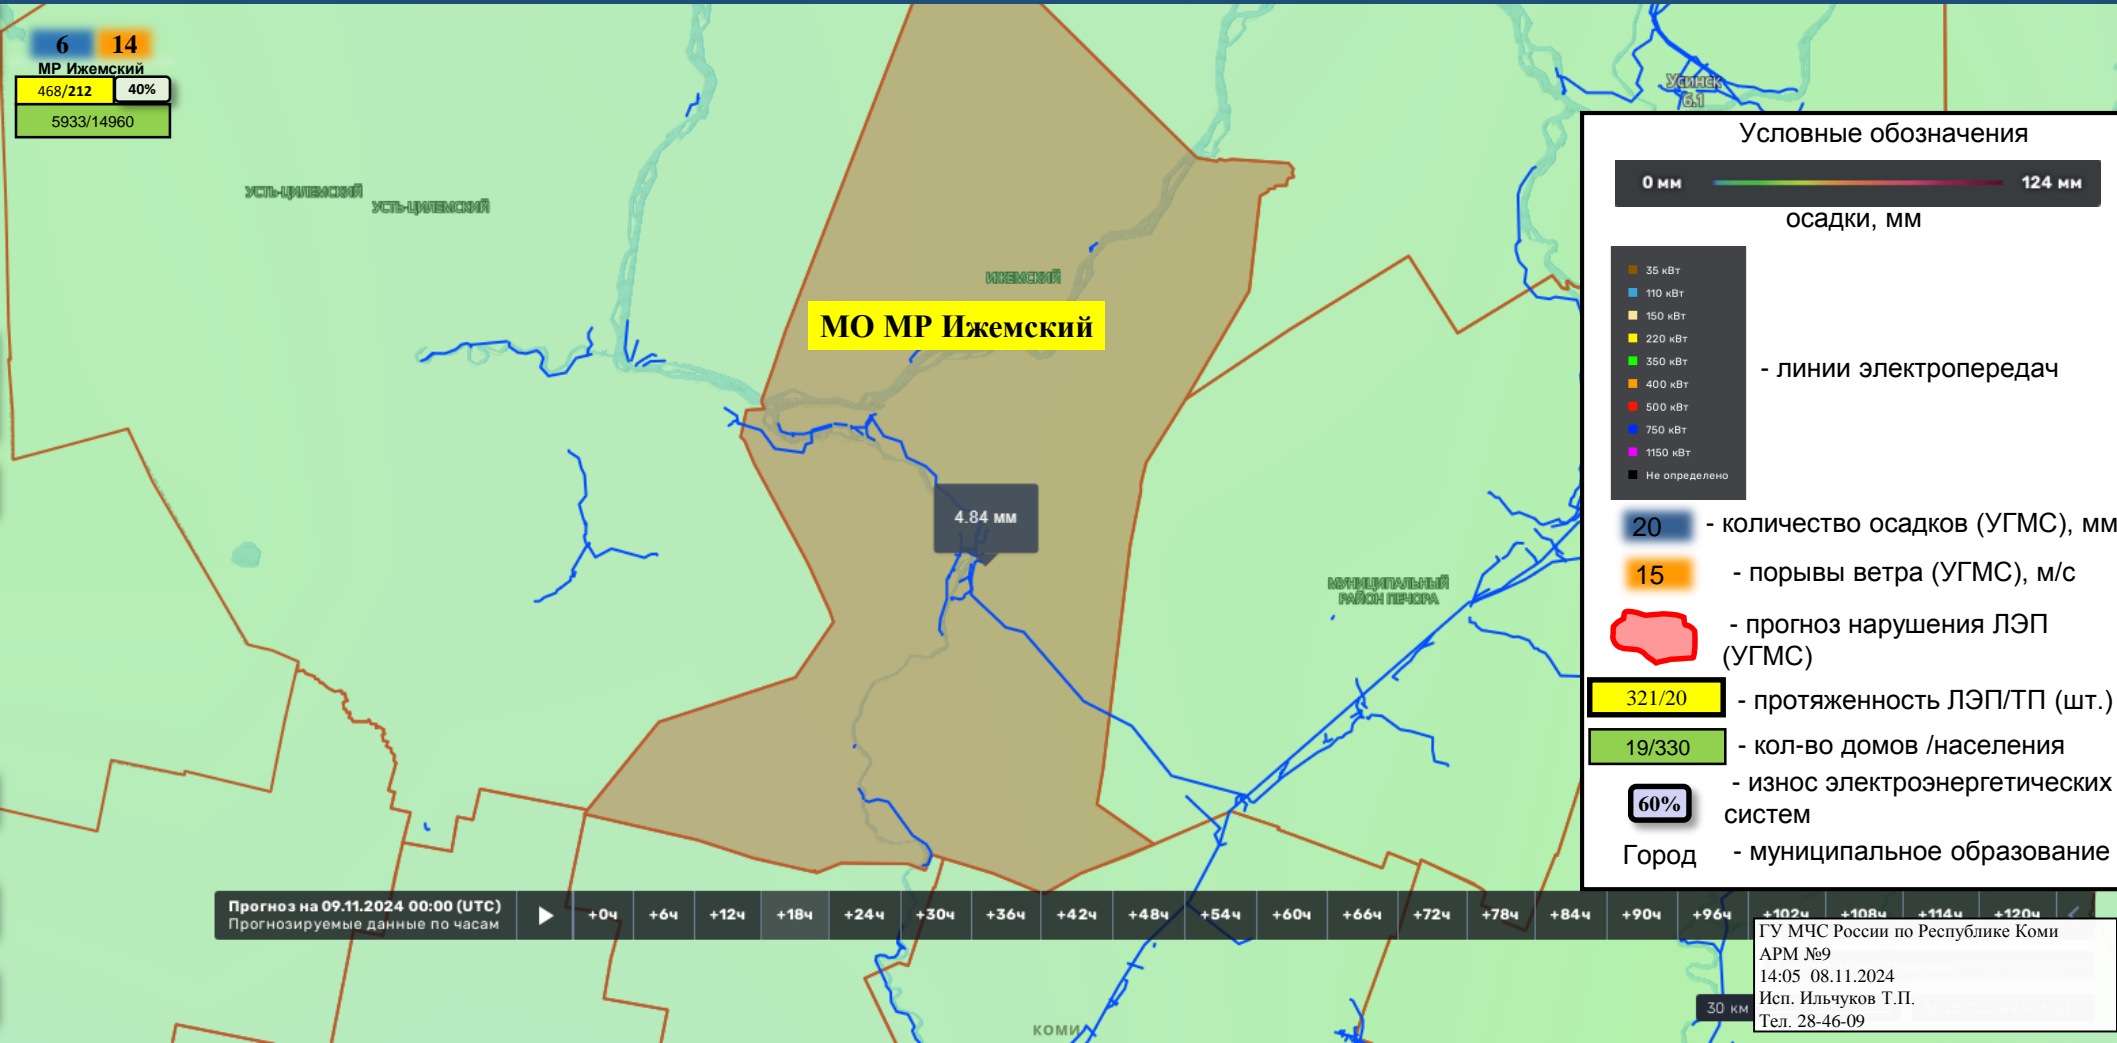 6 14
МР Ижемский
468/212 40%
5933/14960
УСТЬ-ЦИЛЕМСКИЙ
УСТЬ-ЦИЛЕМСКИЙ
ИЖЕМСКИЙ
МО МР Ижемский
4.84 мм
МУНИЦИПАЛЬНЫЙ
РАЙОН ПЕЧОРА
Усинск
6.1
КОМИ
Условные обозначения
0 мм 124 мм
осадки, мм
35 кВт
110 кВт
150 кВт
220 кВт
350 кВт
400 кВт
500 кВт
750 кВт
1150 кВт
Не определено
- линии электропередач
20 - количество осадков (УГМС), мм
15 - порывы ветра (УГМС), м/с
- прогноз нарушения ЛЭП
(УГМС)
321/20 - протяженность ЛЭП/ТП (шт.)
19/330 - кол-во домов /населения
60% - износ электроэнергетических
систем
Город - муниципальное образование
Прогноз на 09.11.2024 00:00 (UTC)
Прогнозируемые данные по часам
+0ч +6ч +12ч +18ч +24ч +30ч +36ч +42ч +48ч +54ч +60ч +66ч +72ч +78ч +84ч +90ч +96ч +102ч +108ч +114ч +120ч
30 км
ГУ МЧС России по Республике Коми
АРМ №9
14:05 08.11.2024
Исп. Ильчуков Т.П.
Тел. 28-46-09